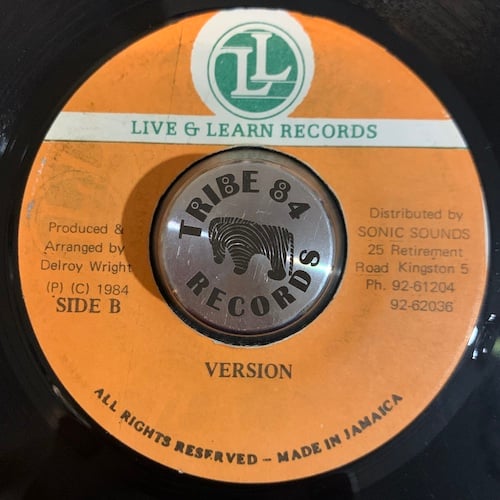 LL
LIVE & LEARN RECORDS
Produced &
Arranged by
Delroy Wright
(P) (C) 1984
SIDE B
TRIBE 84
RECORDS
Distributed by
SONIC SOUNDS
25 Retirement
Road Kingston 5
Ph. 92-61204
92-62036
VERSION
ALL RIGHTS RESERVED – MADE IN JAMAICA